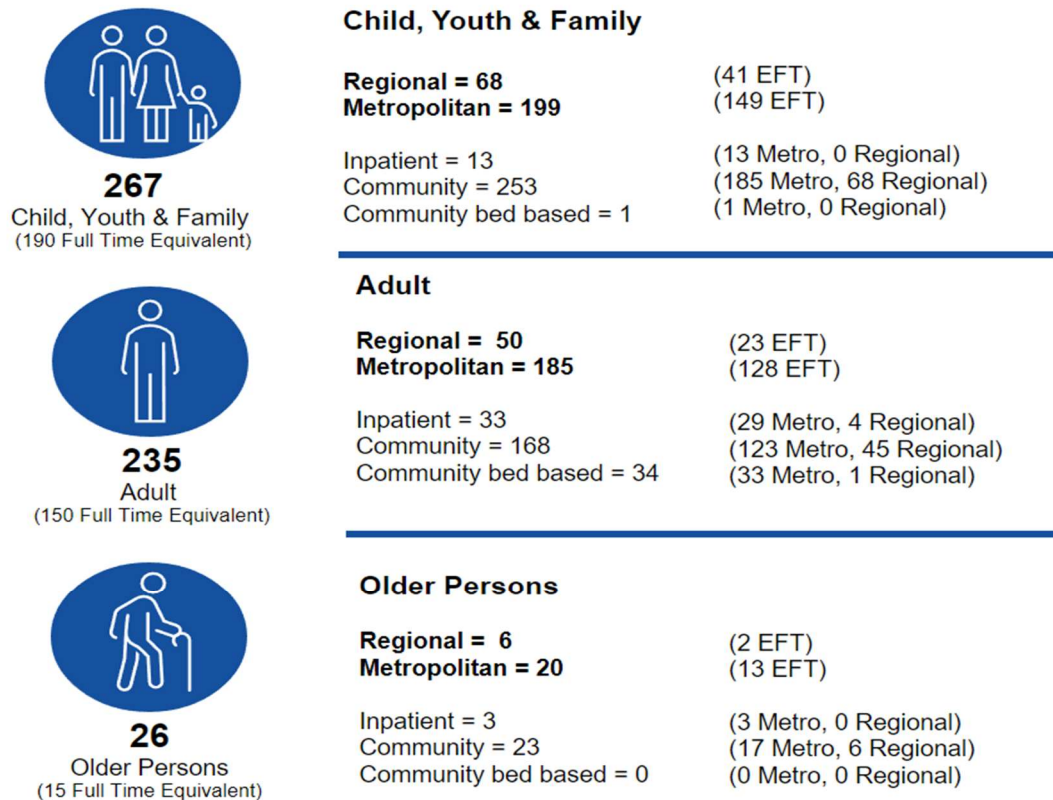 267
Child, Youth & Family
(190 Full Time Equivalent)
Child, Youth & Family
Regional = 68 (41 EFT)
Metropolitan = 199 (149 EFT)
Inpatient = 13 (13 Metro, 0 Regional)
Community = 253 (185 Metro, 68 Regional)
Community bed based = 1 (1 Metro, 0 Regional)
235
Adult
(150 Full Time Equivalent)
Adult
Regional = 50 (23 EFT)
Metropolitan = 185 (128 EFT)
Inpatient = 33 (29 Metro, 4 Regional)
Community = 168 (123 Metro, 45 Regional)
Community bed based = 34 (33 Metro, 1 Regional)
26
Older Persons
(15 Full Time Equivalent)
Older Persons
Regional = 6 (2 EFT)
Metropolitan = 20 (13 EFT)
Inpatient = 3 (3 Metro, 0 Regional)
Community = 23 (17 Metro, 6 Regional)
Community bed based = 0 (0 Metro, 0 Regional)